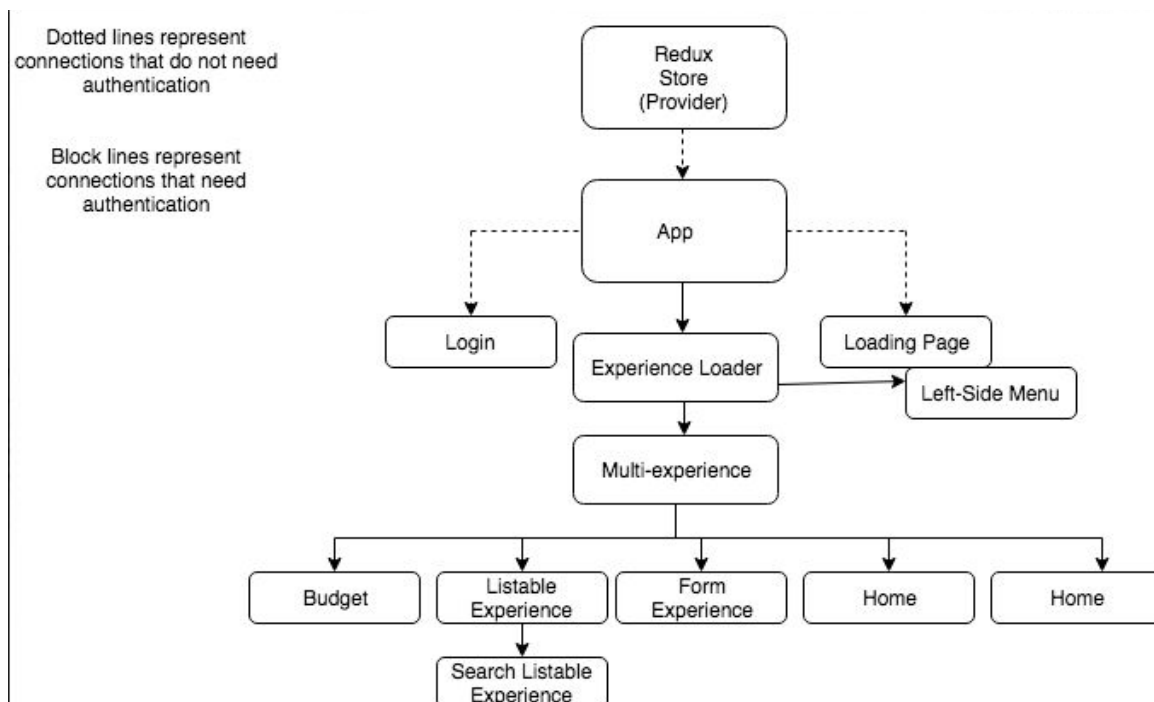 Dotted lines represent
connections that do not need
authentication
Block lines represent
connections that need
authentication
Redux
Store
(Provider)
App
Login
Loading Page
Experience Loader
Left-Side Menu
Multi-experience
Budget
Listable
Experience
Form
Experience
Home
Home
Search Listable
Experience